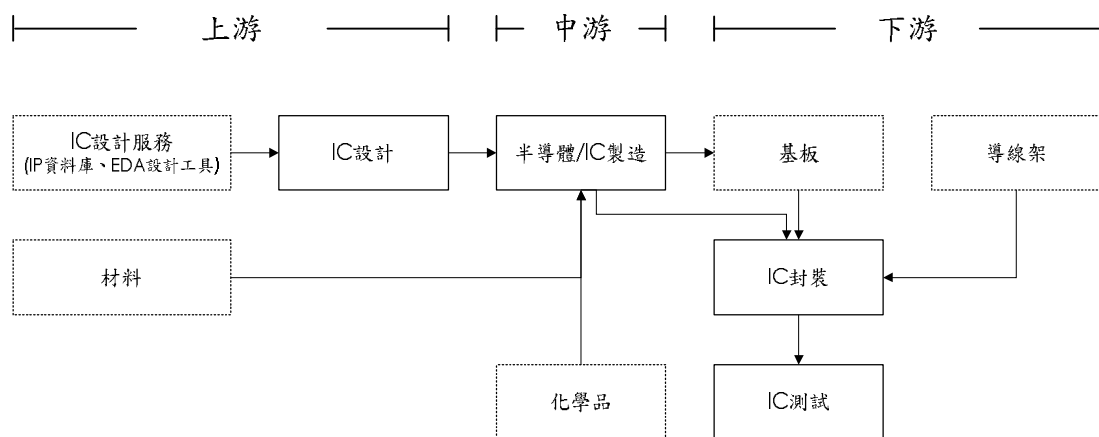 上游
中游
下游
IC設計服務
(IP資料庫、EDA設計工具)
IC設計
半導體/IC製造
基板
導線架
材料
IC封裝
化學品
IC測試